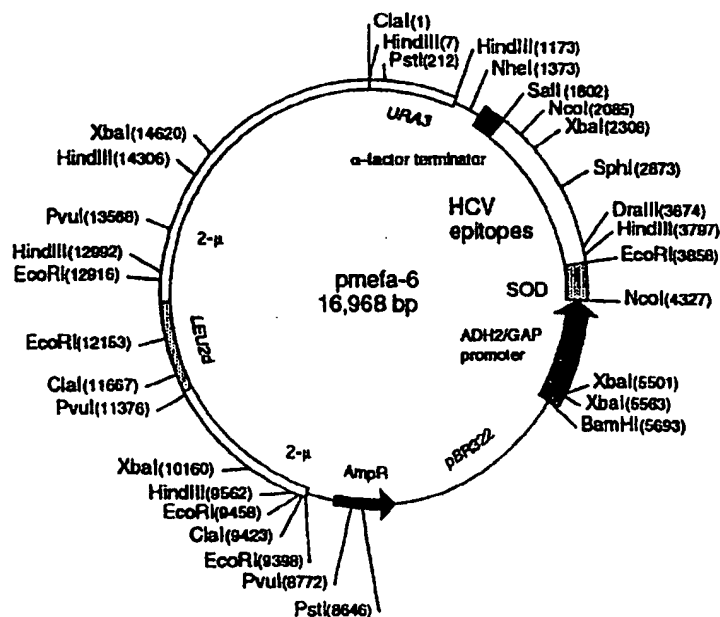 ClaI(1)
HindIII(7)
PstI(212)
HindIII(1173)
NheI(1373)
SalI(1802)
NcoI(2085)
XbaI(2308)
SphI(2873)
DraIII(3674)
HindIII(3797)
EcoRI(3858)
NcoI(4327)
XbaI(5501)
XbaI(5563)
BamHI(5693)
XbaI(14620)
HindIII(14306)
PvuI(13568)
HindIII(12992)
EcoRI(12916)
EcoRI(12153)
ClaI(11667)
PvuI(11376)
XbaI(10160)
HindIII(9562)
EcoRI(9458)
ClaI(9423)
EcoRI(9398)
PvuI(8772)
PstI(8646)
URA3
α-factor terminator
HCV
epitopes
SOD
ADH2/GAP
promoter
pBR322
AmpR
2-μ
LEU2d
2-μ
pmefa-6
16,968 bp